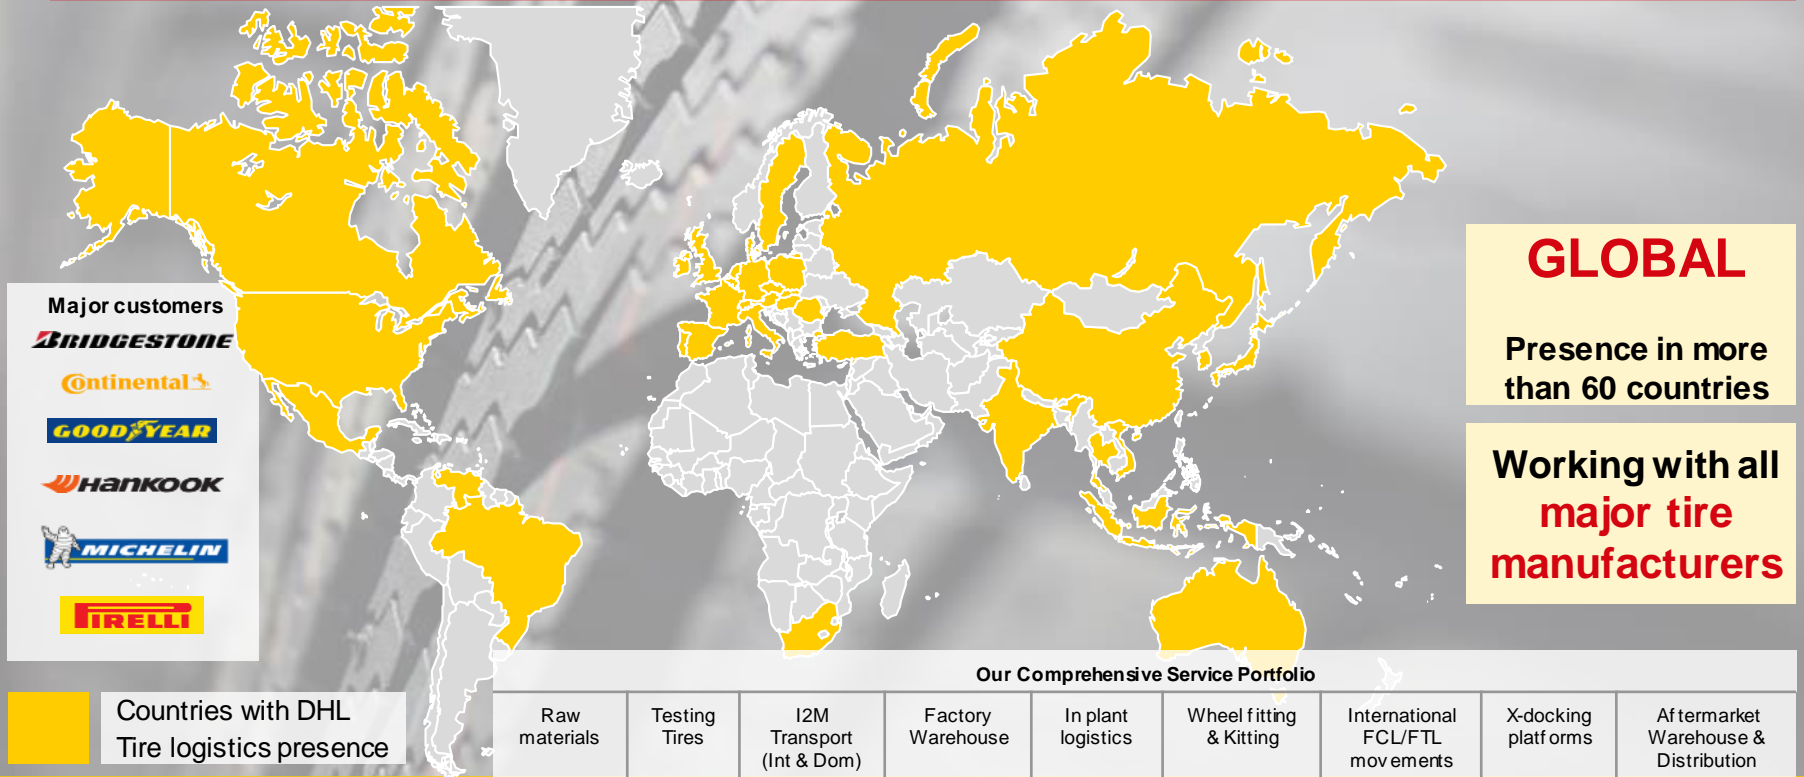 Major customers
BRIDGESTONE
Continental
GOODYEAR
HANKOOK
MICHELIN
PIRELLI
GLOBAL
Presence in more
than 60 countries
Working with all
major tire
manufacturers
Countries with DHL
Tire logistics presence
Our Comprehensive Service Portfolio
Raw
materials
Testing
Tires
I2M
Transport
(Int & Dom)
Factory
Warehouse
In plant
logistics
Wheel fitting
& Kitting
International
FCL/FTL
movements
X-docking
platforms
Aftermarket
Warehouse &
Distribution